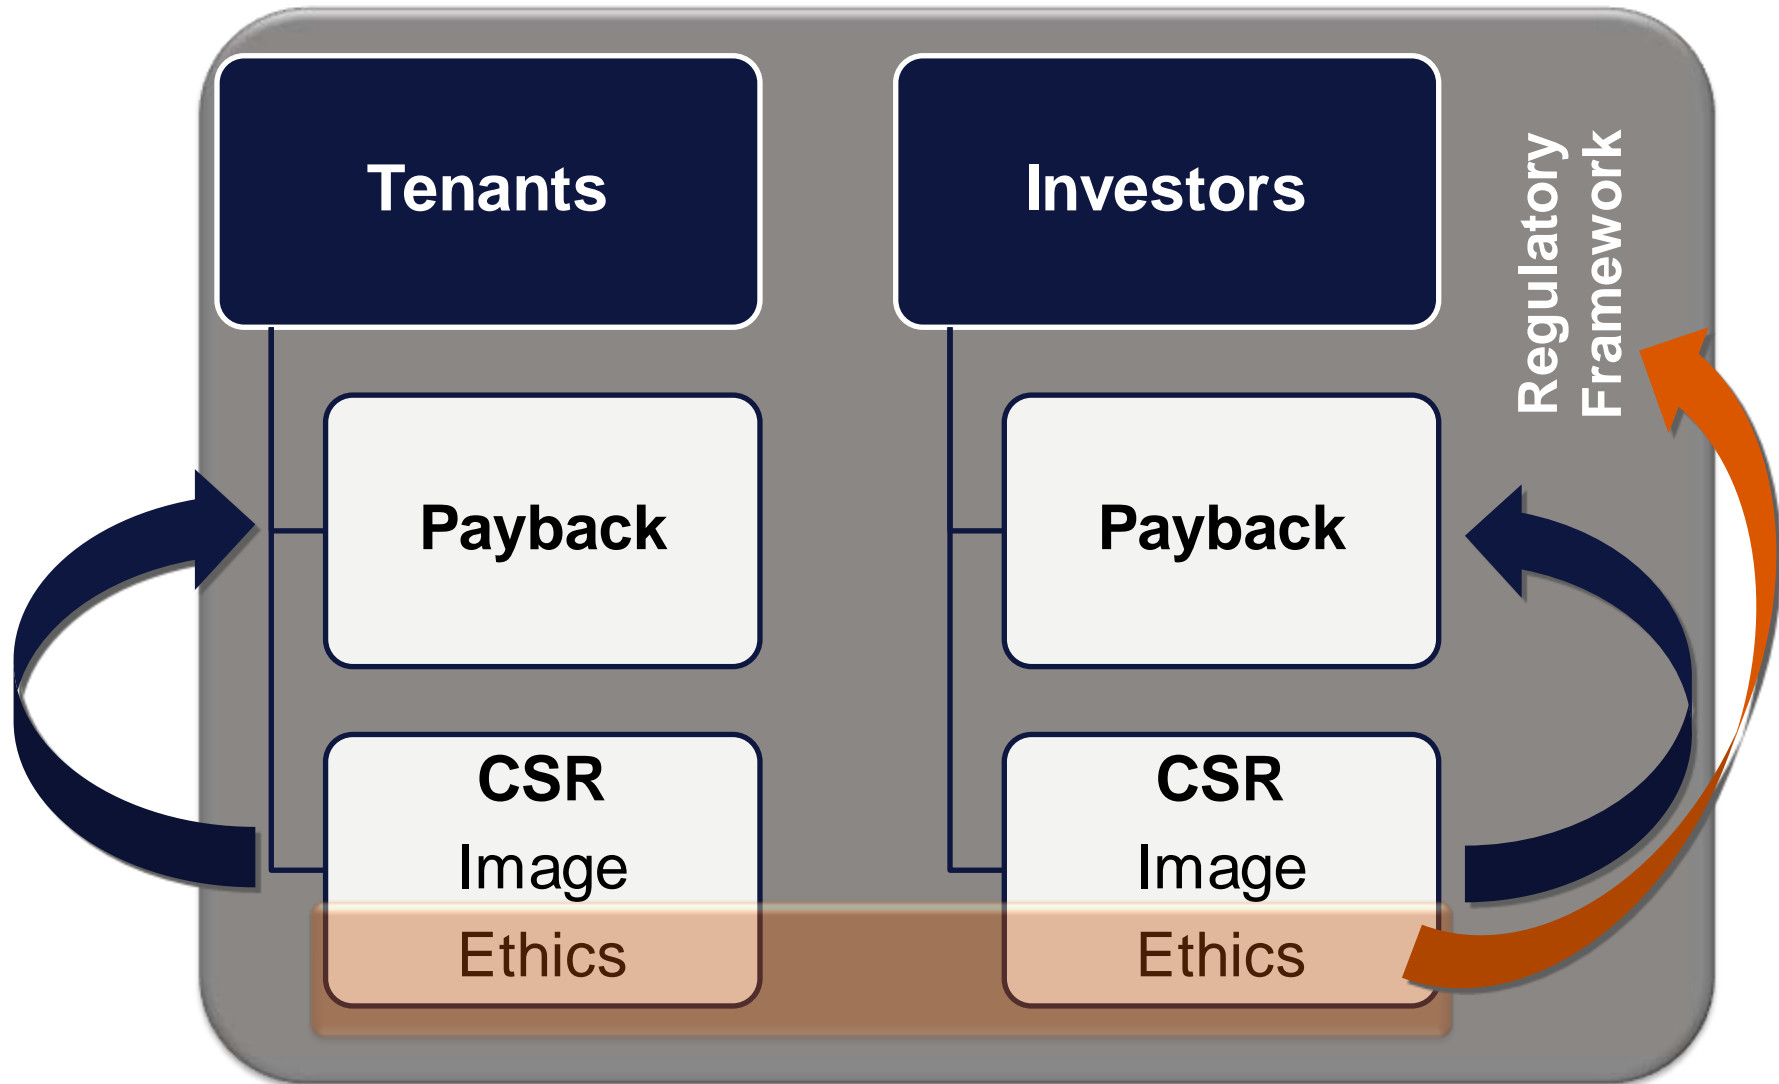 Tenants
Investors
Regulatory
Framework
Payback
Payback
CSR
Image
Ethics
CSR
Image
Ethics